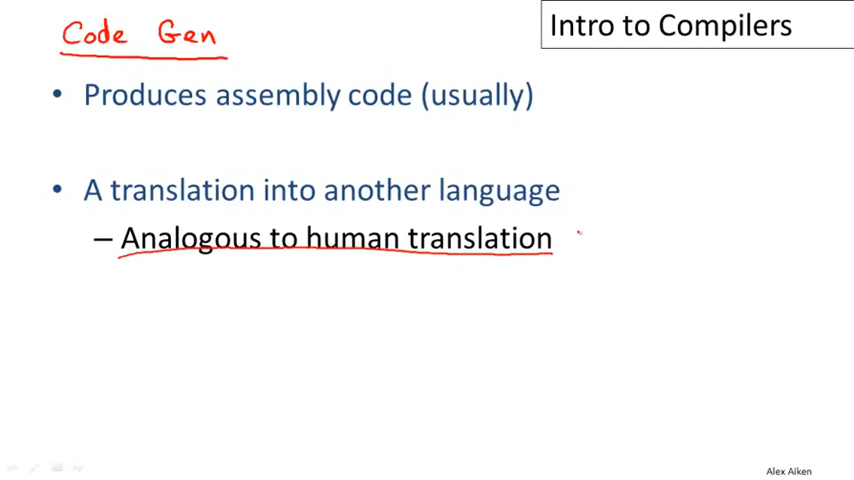 Code Gen
Intro to Compilers
• Produces assembly code (usually)
• A translation into another language
– Analogous to human translation
Alex Aiken